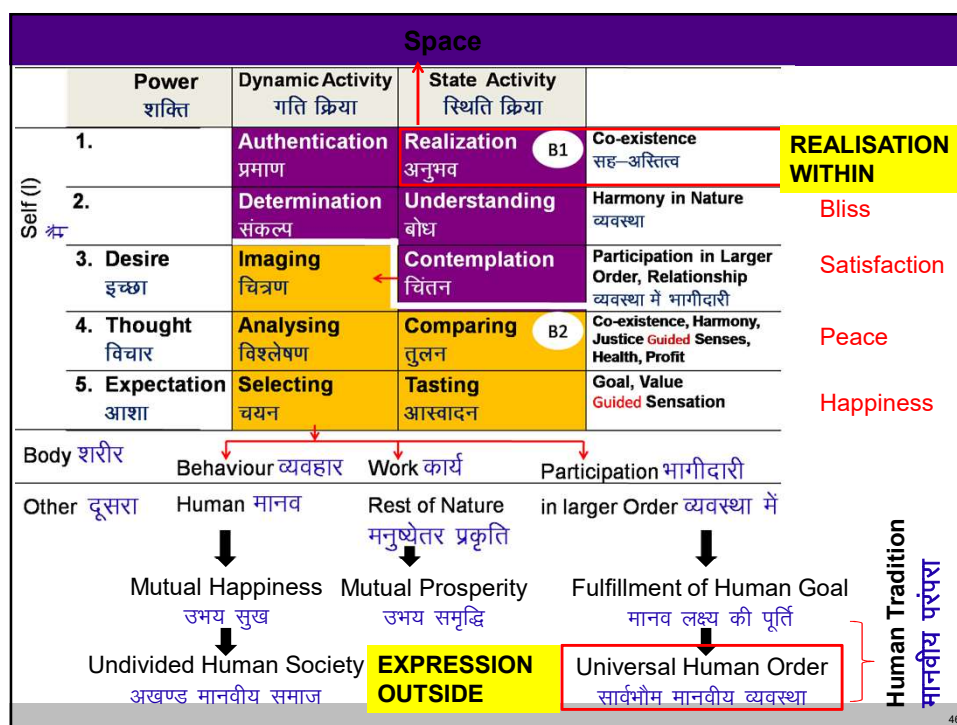 Space
Power
शक्ति
Dynamic Activity
गति क्रिया
State Activity
स्थिति क्रिया
Self (I)
मैं
1.
Authentication
प्रमाण
Realization
अनुभव
B1
Co-existence
सह–अस्तित्व
REALISATION
WITHIN
2.
Determination
संकल्प
Understanding
बोध
Harmony in Nature
व्यवस्था
Bliss
3. Desire
इच्छा
Imaging
चित्रण
Contemplation
चिंतन
Participation in Larger
Order, Relationship
व्यवस्था में भागीदारी
Satisfaction
4. Thought
विचार
Analysing
विश्लेषण
Comparing
तुलन
B2
Co-existence, Harmony,
Justice Guided Senses,
Health, Profit
Peace
5. Expectation
आशा
Selecting
चयन
Tasting
आस्वादन
Goal, Value
Guided Sensation
Happiness
Body शरीर
Behaviour व्यवहार
Work कार्य
Participation भागीदारी
Other दूसरा
Human मानव
Rest of Nature
मनुष्येतर प्रकृति
in larger Order व्यवस्था में
Mutual Happiness
उभय सुख
Mutual Prosperity
उभय समृद्धि
Fulfillment of Human Goal
मानव लक्ष्य की पूर्ति
Undivided Human Society
अखण्ड मानवीय समाज
EXPRESSION
OUTSIDE
Universal Human Order
सार्वभौम मानवीय व्यवस्था
Human Tradition
मानवीय परंपरा
46